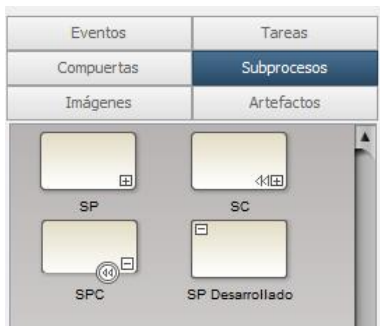 Eventos Tareas
Compuertas Subprocesos
Imágenes Artefactos
SP SC
SPC SP Desarrollado